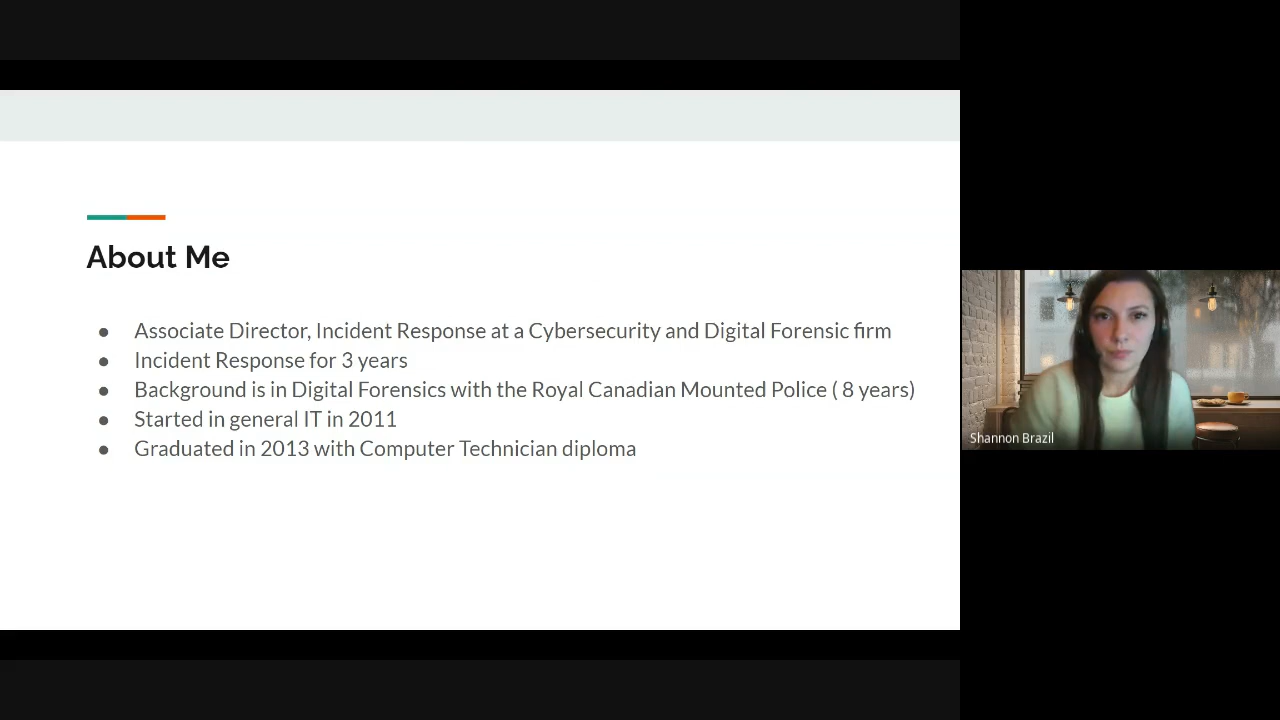 About Me
● Associate Director, Incident Response at a Cybersecurity and Digital Forensic firm
● Incident Response for 3 years
● Background is in Digital Forensics with the Royal Canadian Mounted Police ( 8 years)
● Started in general IT in 2011
● Graduated in 2013 with Computer Technician diploma
Shannon Brazil